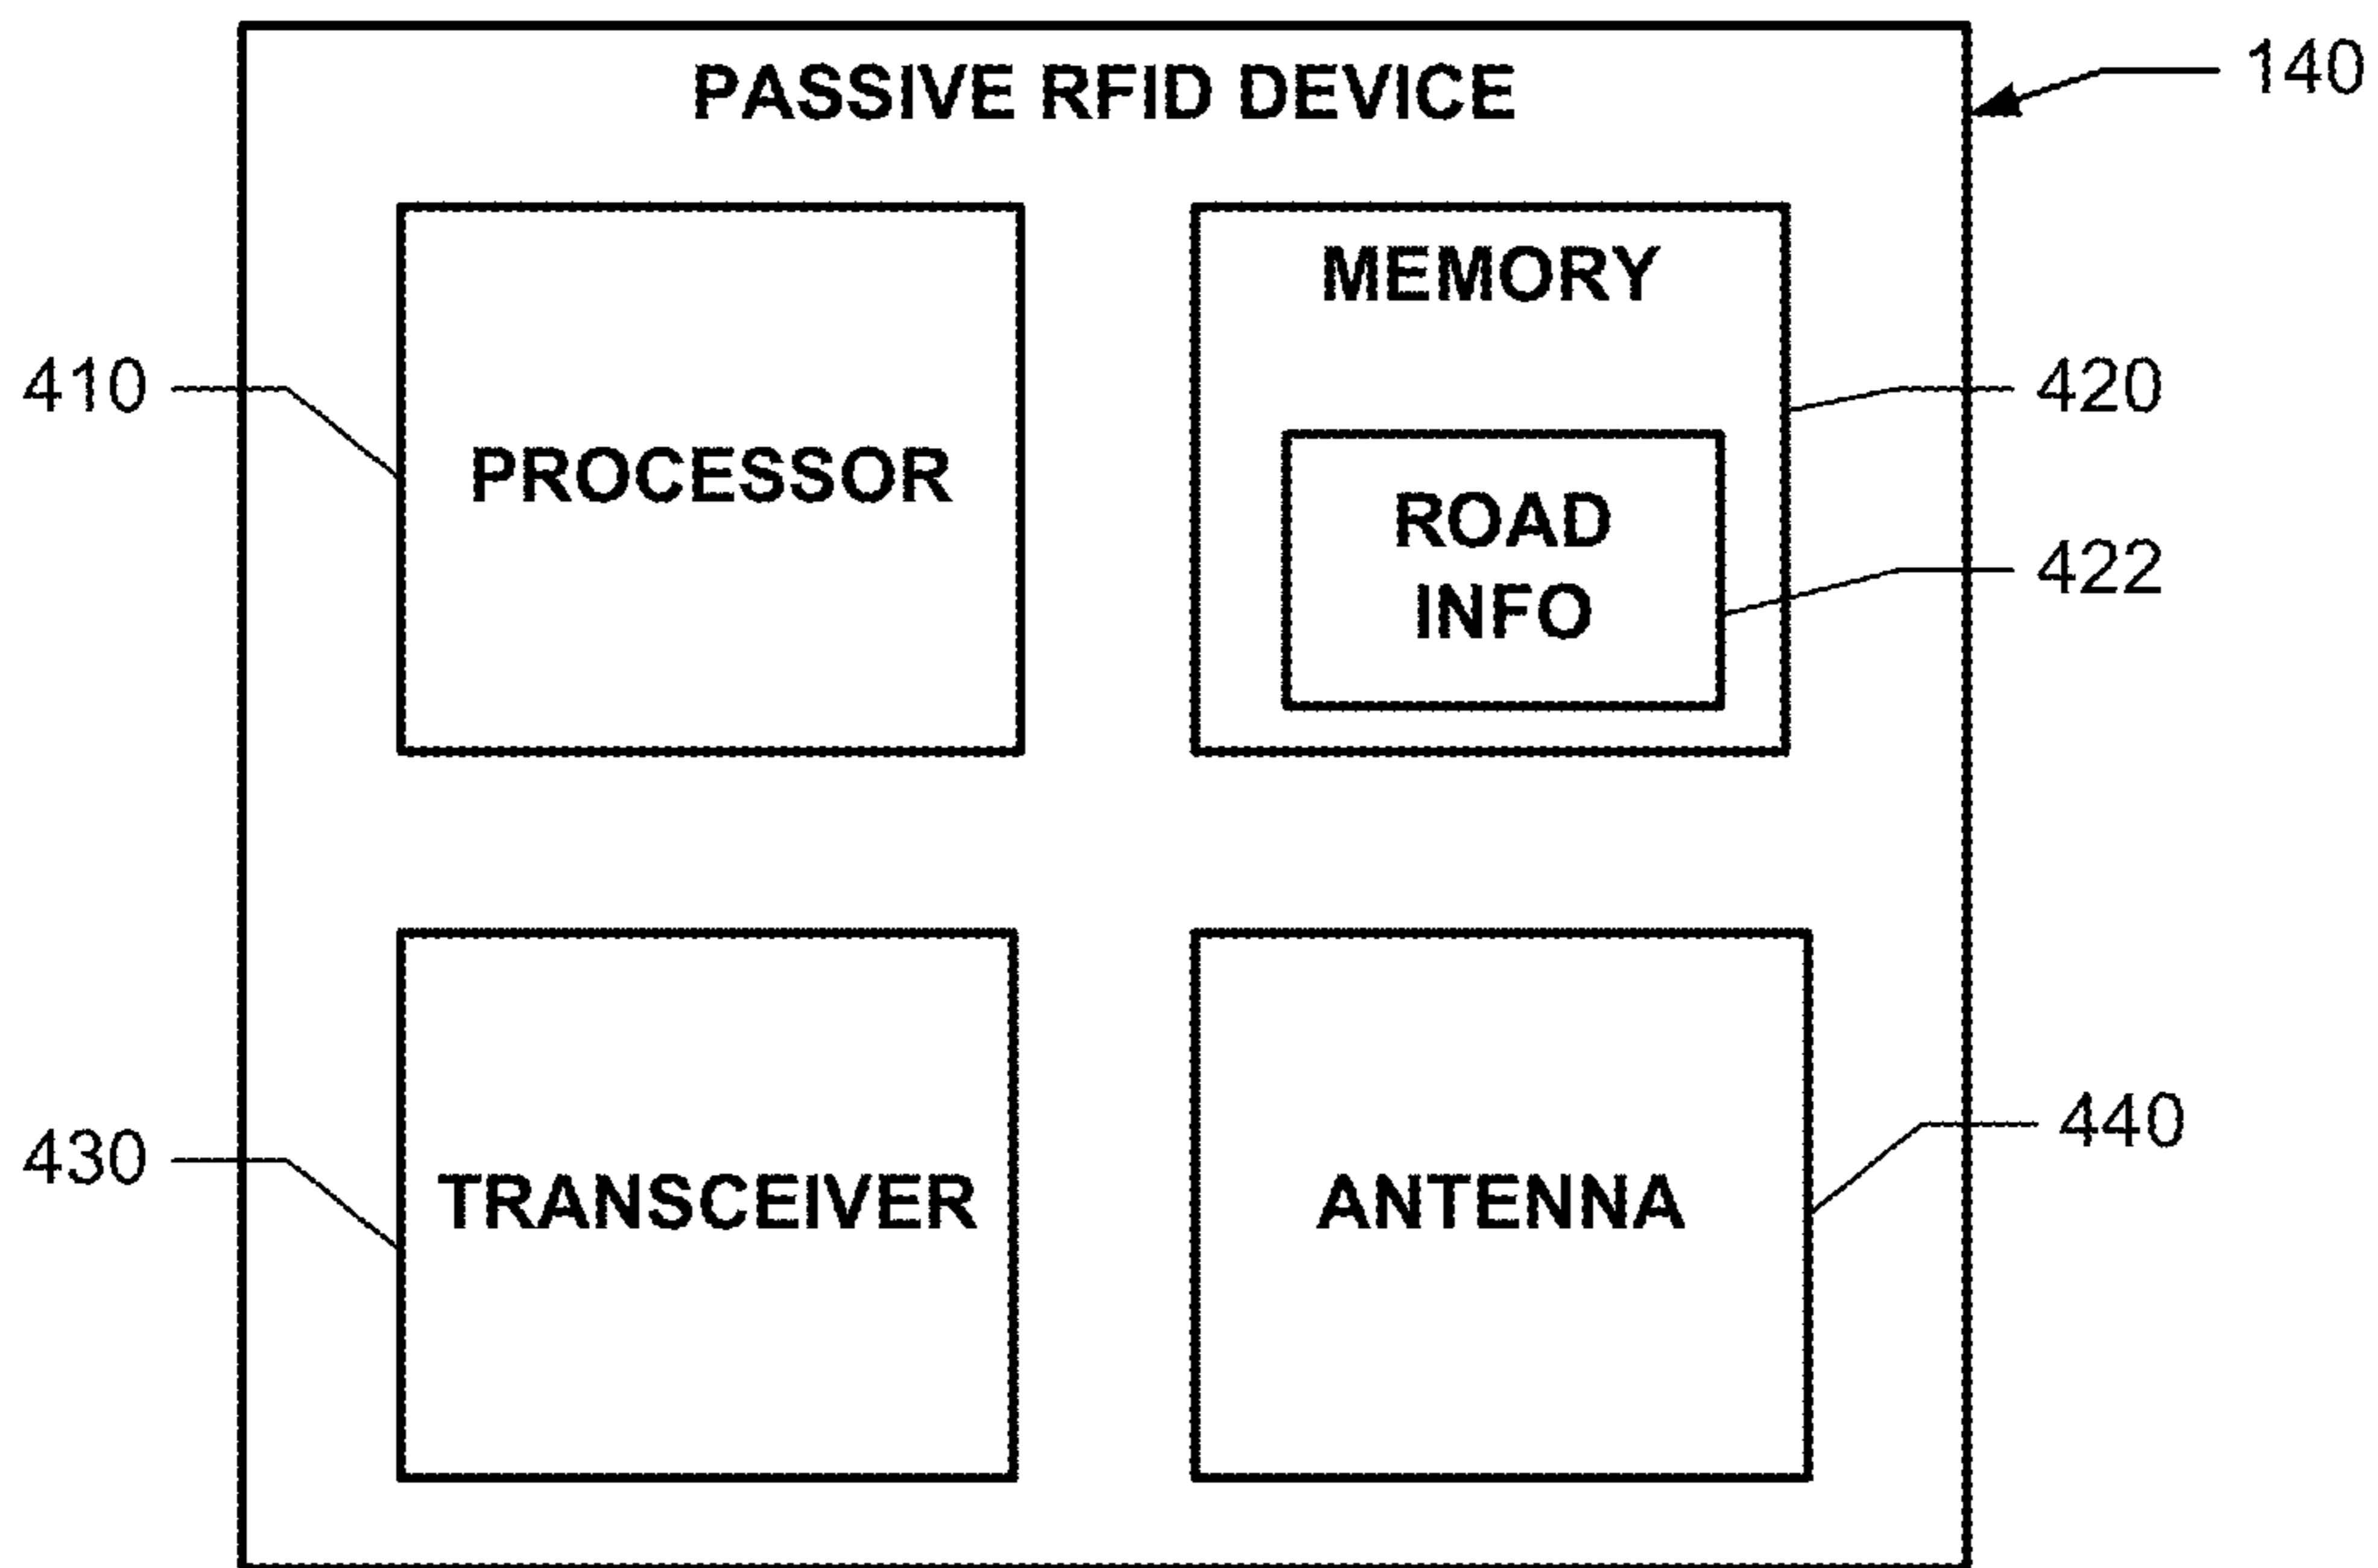 PASSIVE RFID DEVICE
140
MEMORY
410
420
PROCESSOR
ROAD
INFO
422
430
TRANSCEIVER
ANTENNA
440